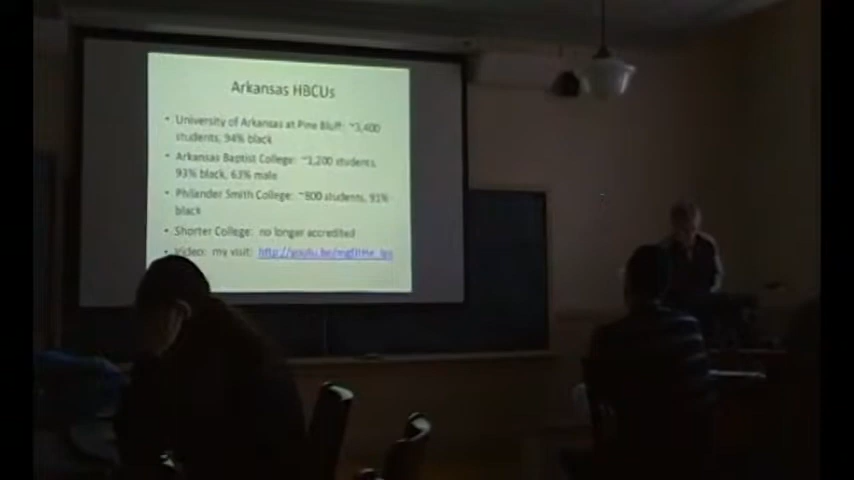 Arkansas HBCUs
• University of Arkansas at Pine Bluff: ~3,400
students, 94% black
• Arkansas Baptist College: ~1,200 students,
93% black, 63% male
• Philander Smith College: ~800 students, 91%
black
• Shorter College: no longer accredited
• Video: my visit: